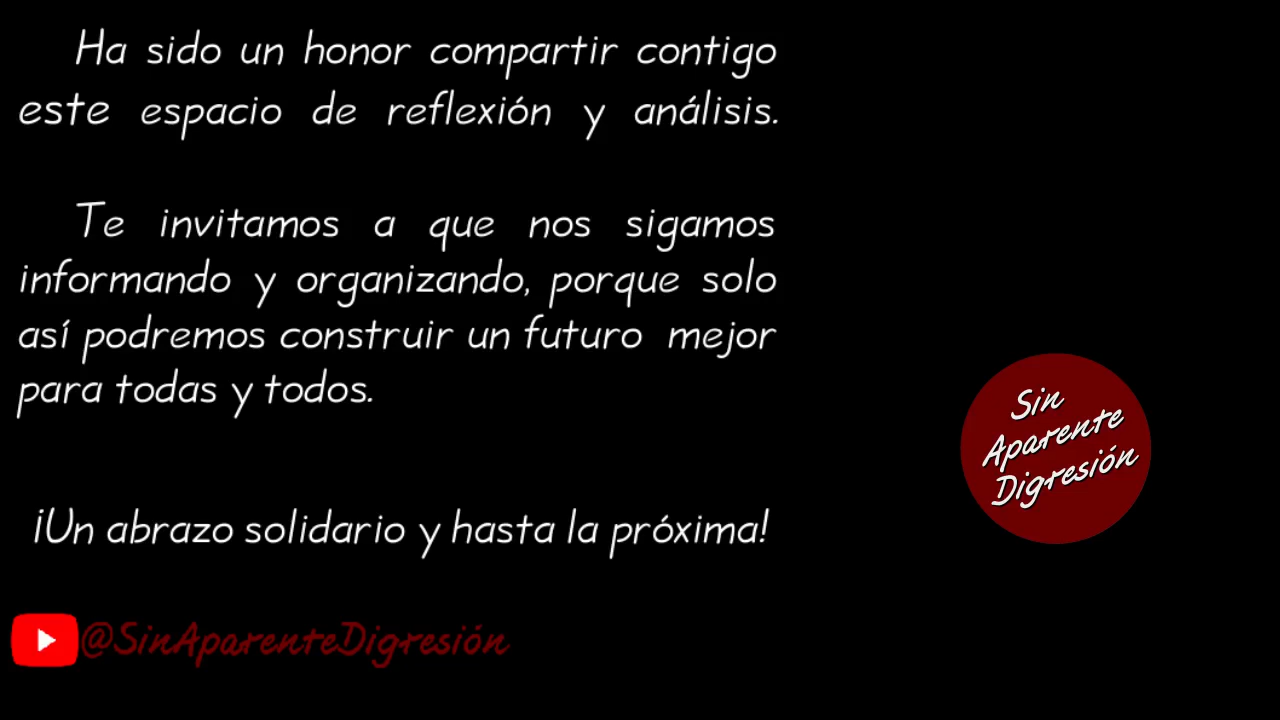 Ha sido un honor compartir contigo
este espacio de reflexión y análisis.
Te invitamos a que nos sigamos
informando y organizando, porque solo
así podremos construir un futuro mejor
para todas y todos.
¡Un abrazo solidario y hasta la próxima!
@SinAparenteDigresión
Sin
Aparente
Digresión